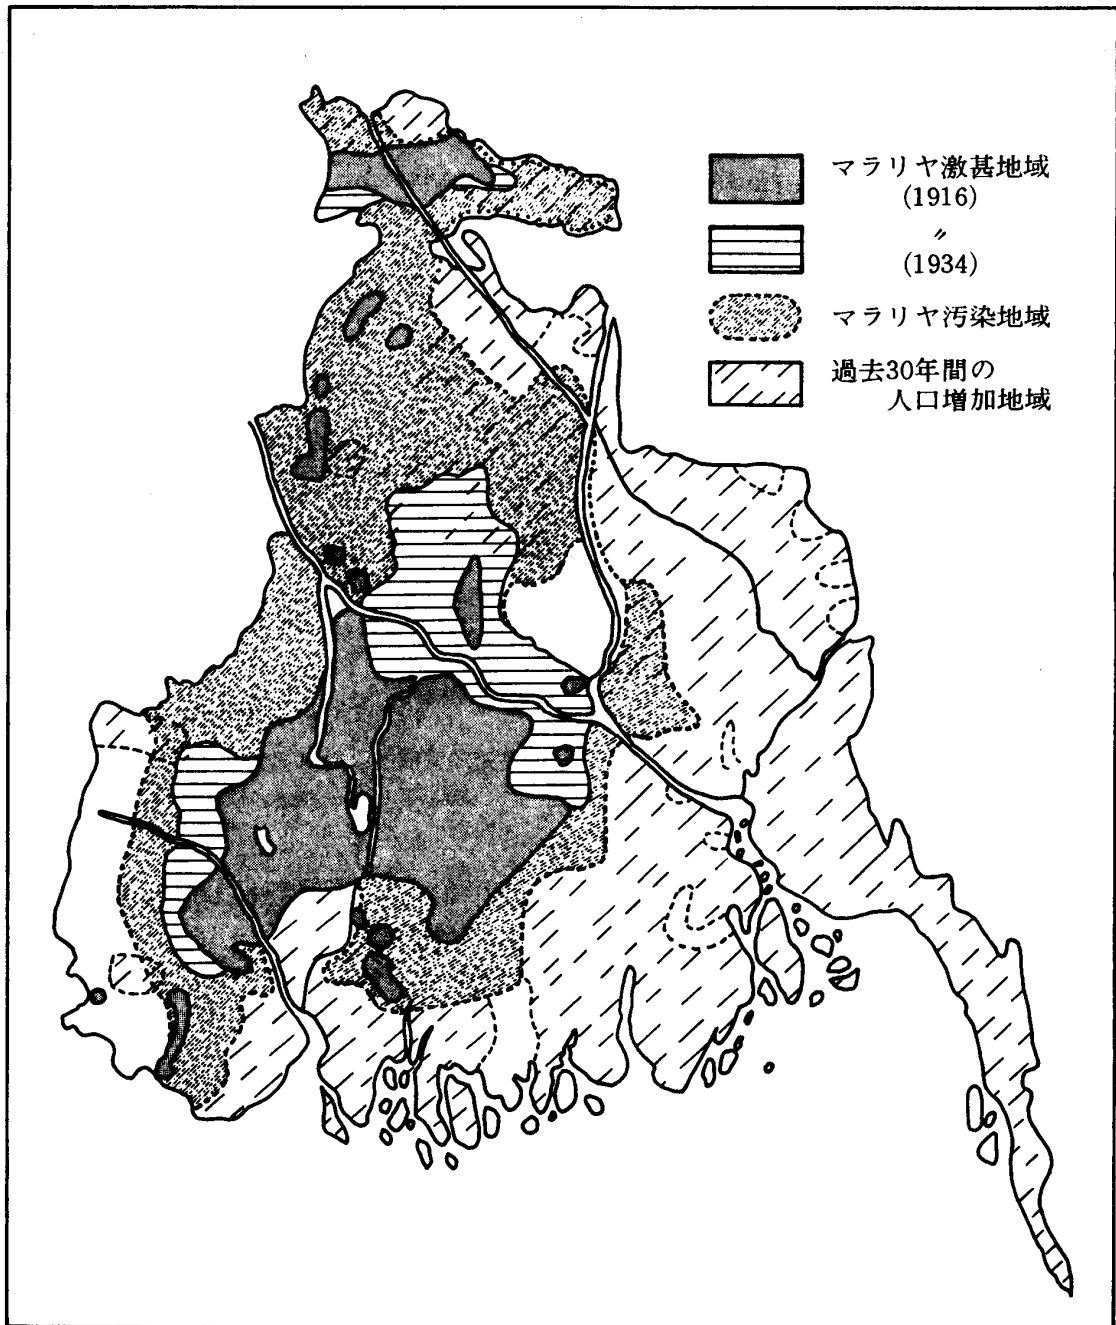 マラリヤ激甚地域
(1916)
〃
(1934)
マラリヤ汚染地域
過去30年間の
人口増加地域